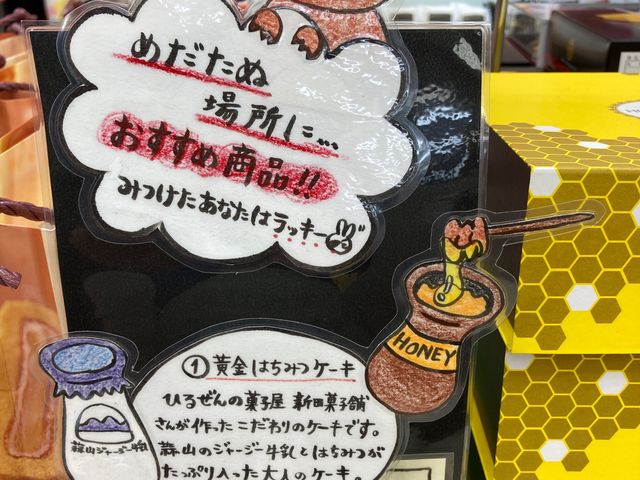 めだたぬ
場所に…
おすすめ商品!!
みつけたあなたはラッキー
HONEY
① 黄金はちみつケーキ
ひるぜんの菓子屋 新田菓子舗
さんが作ったこだわりのケーキです。
蒜山のジャージー牛乳とはちみつが
たっぷり入った大人のケーキ。
蒜山ジャージー牛乳